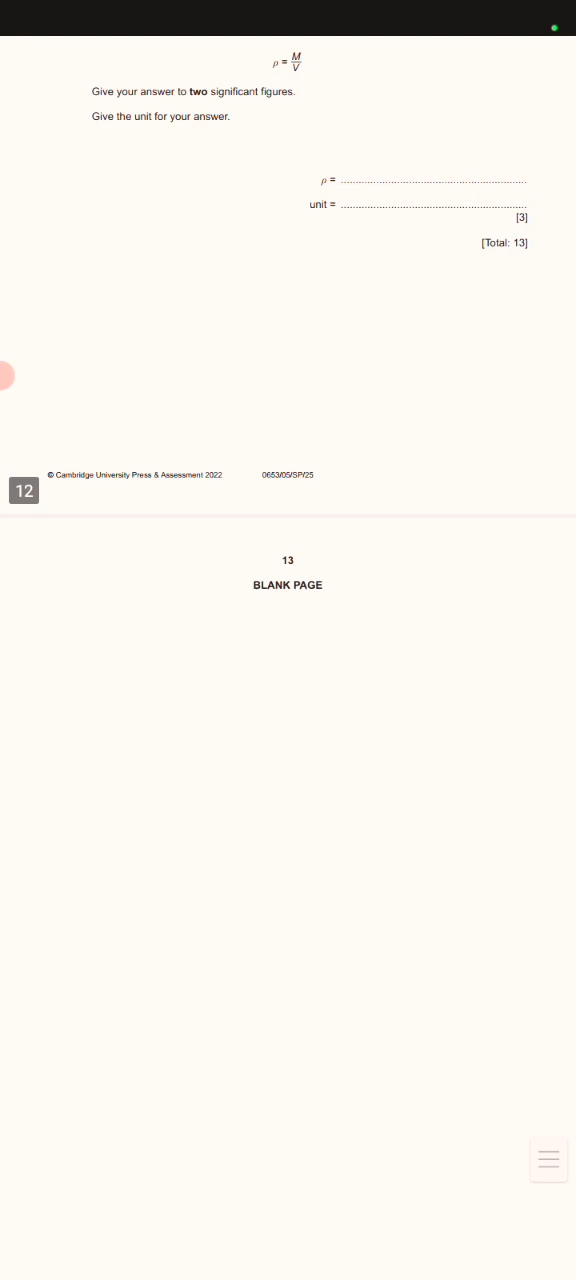 ρ = M/V
Give your answer to two significant figures.
Give the unit for your answer.
ρ = ..............................................................
unit = ..............................................................
[3]
[Total: 13]
© Cambridge University Press & Assessment 2022 0653/05/SP/25
12
13
BLANK PAGE